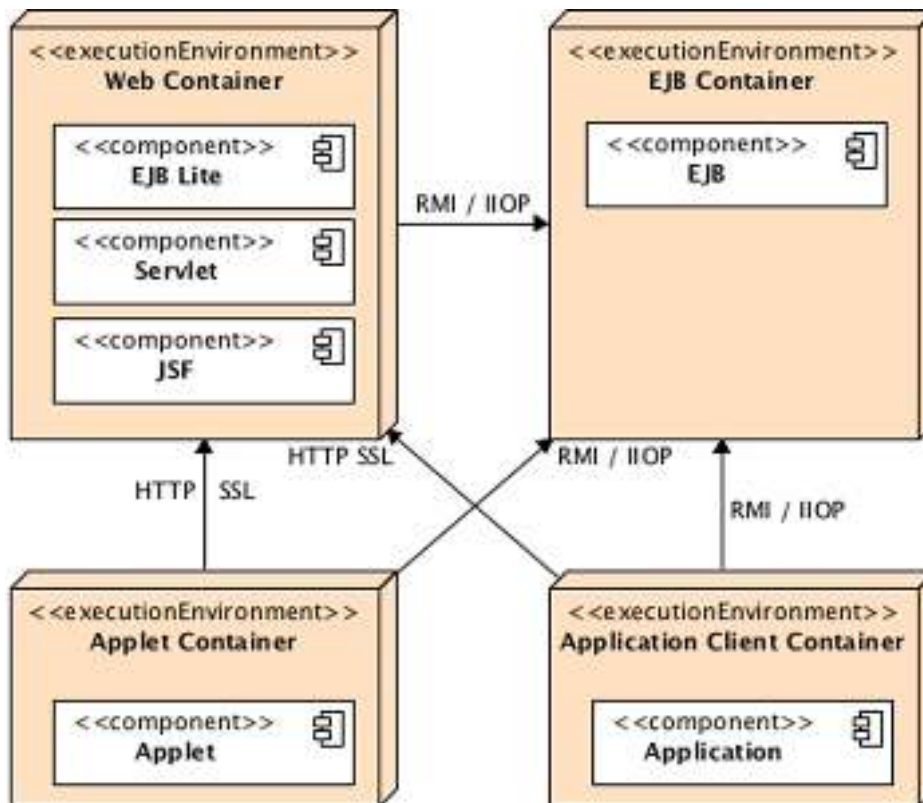 <<executionEnvironment>>
Web Container
<<component>>
EJB Lite
<<component>>
Servlet
<<component>>
JSF
RMI / IIOP
<<executionEnvironment>>
EJB Container
<<component>>
EJB
HTTP SSL
HTTP SSL
RMI / IIOP
RMI / IIOP
<<executionEnvironment>>
Applet Container
<<component>>
Applet
<<executionEnvironment>>
Application Client Container
<<component>>
Application